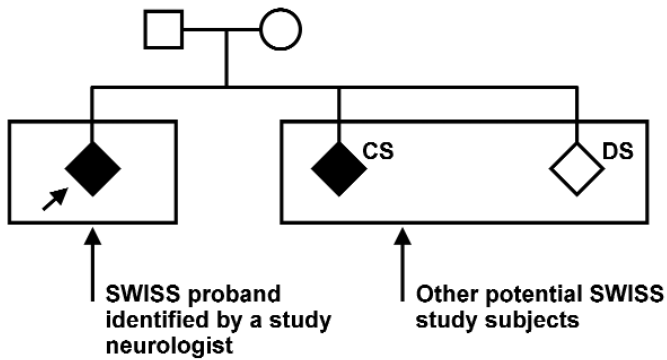 CS
DS
SWISS proband
identified by a study
neurologist
Other potential SWISS
study subjects